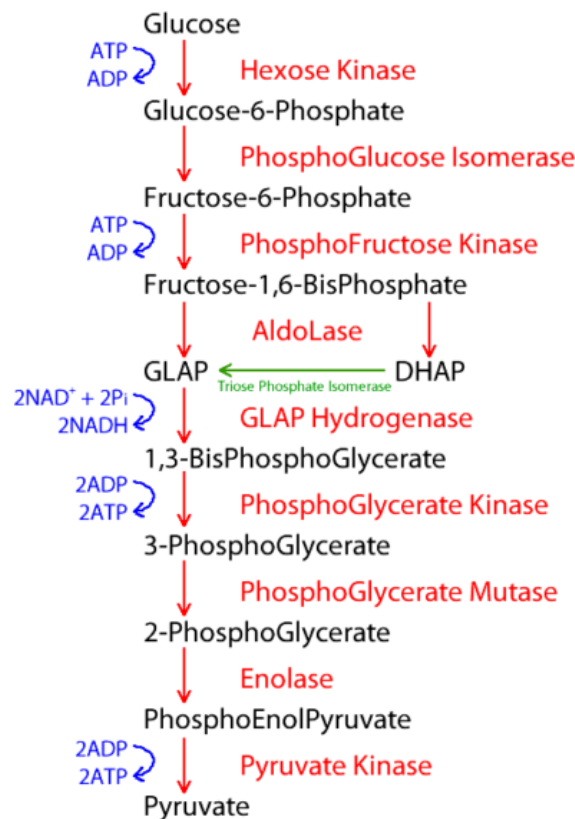 Glucose
ATP
ADP
Hexose Kinase
Glucose-6-Phosphate
PhosphoGlucose Isomerase
Fructose-6-Phosphate
ATP
ADP
PhosphoFructose Kinase
Fructose-1,6-BisPhosphate
AldoLase
GLAP
DHAP
Triose Phosphate Isomerase
2NAD⁺ + 2Pi
2NADH
GLAP Hydrogenase
1,3-BisPhosphoGlycerate
2ADP
2ATP
PhosphoGlycerate Kinase
3-PhosphoGlycerate
PhosphoGlycerate Mutase
2-PhosphoGlycerate
Enolase
PhosphoEnolPyruvate
2ADP
2ATP
Pyruvate Kinase
Pyruvate